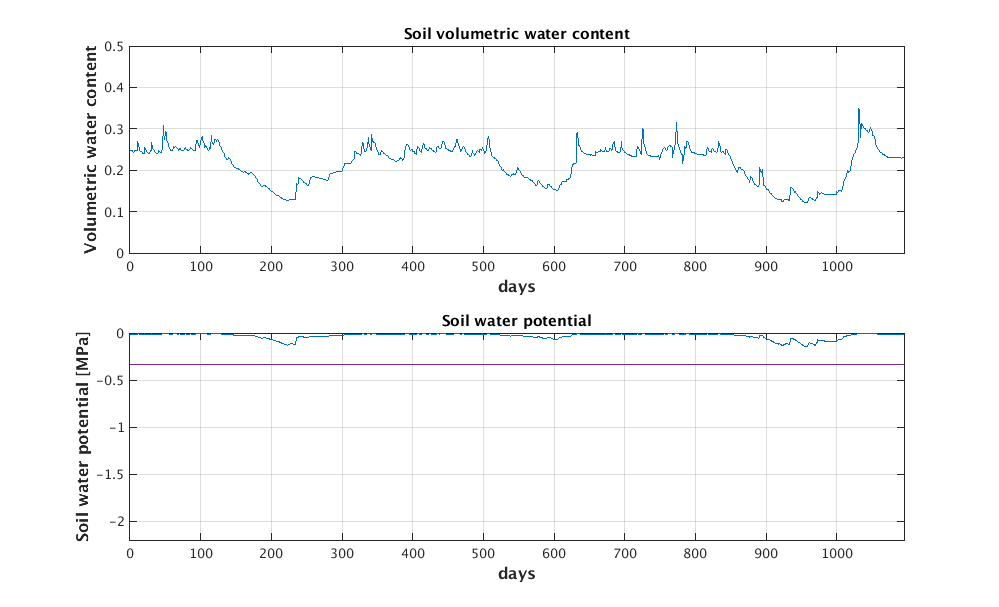 Soil volumetric water content
Volumetric water content
0.5
0.4
0.3
0.2
0.1
0
0 100 200 300 400 500 600 700 800 900 1000
days
Soil water potential
Soil water potential [MPa]
0
-0.5
-1
-1.5
-2
0 100 200 300 400 500 600 700 800 900 1000
days